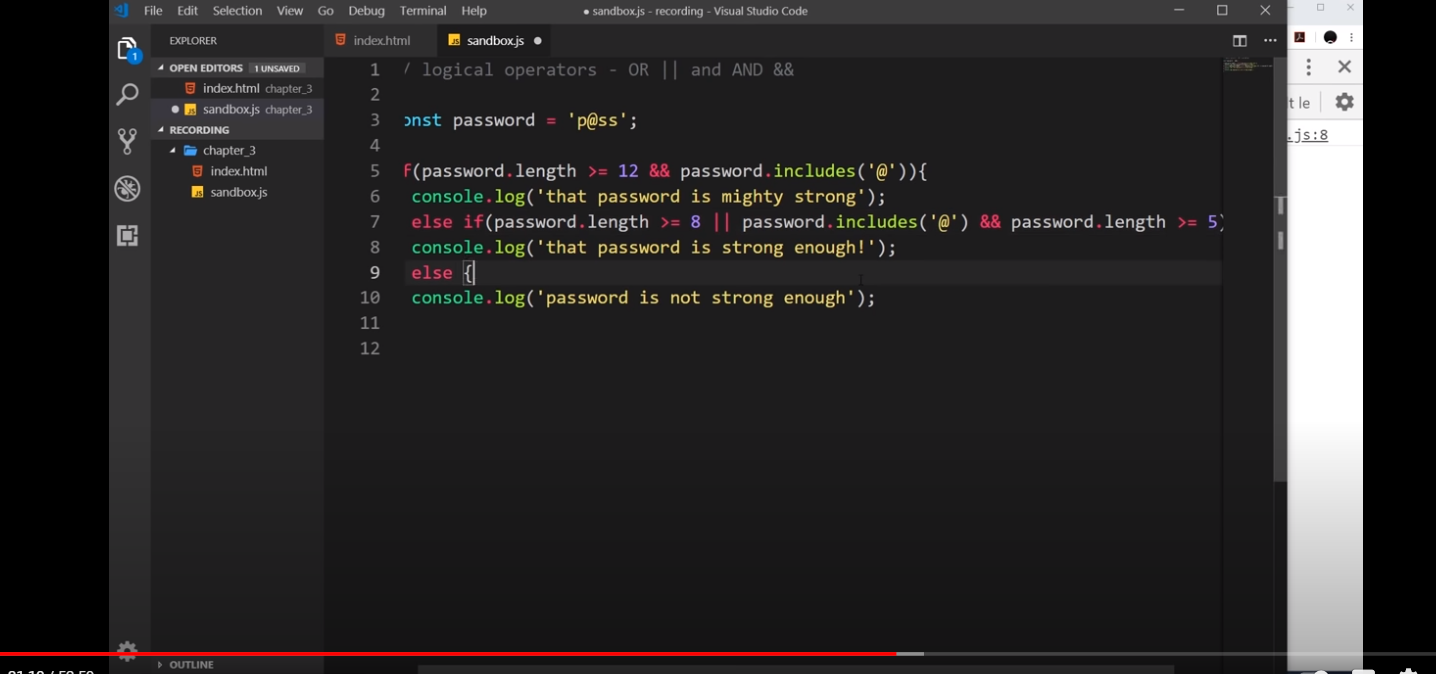 File Edit Selection View Go Debug Terminal Help
● sandbox.js - recording - Visual Studio Code
EXPLORER
OPEN EDITORS 1 UNSAVED
index.html chapter_3
● sandbox.js chapter_3
RECORDING
chapter_3
index.html
sandbox.js
OUTLINE
1
index.html
sandbox.js ●
1 / logical operators - OR || and AND &&
2
3 onst password = 'p@ss';
4
5 f(password.length >= 12 && password.includes('@')){
6 console.log('that password is mighty strong');
7 else if(password.length >= 8 || password.includes('@') && password.length >= 5)
8 console.log('that password is strong enough!');
9 else {
10 console.log('password is not strong enough');
11
12
t le
.js:8